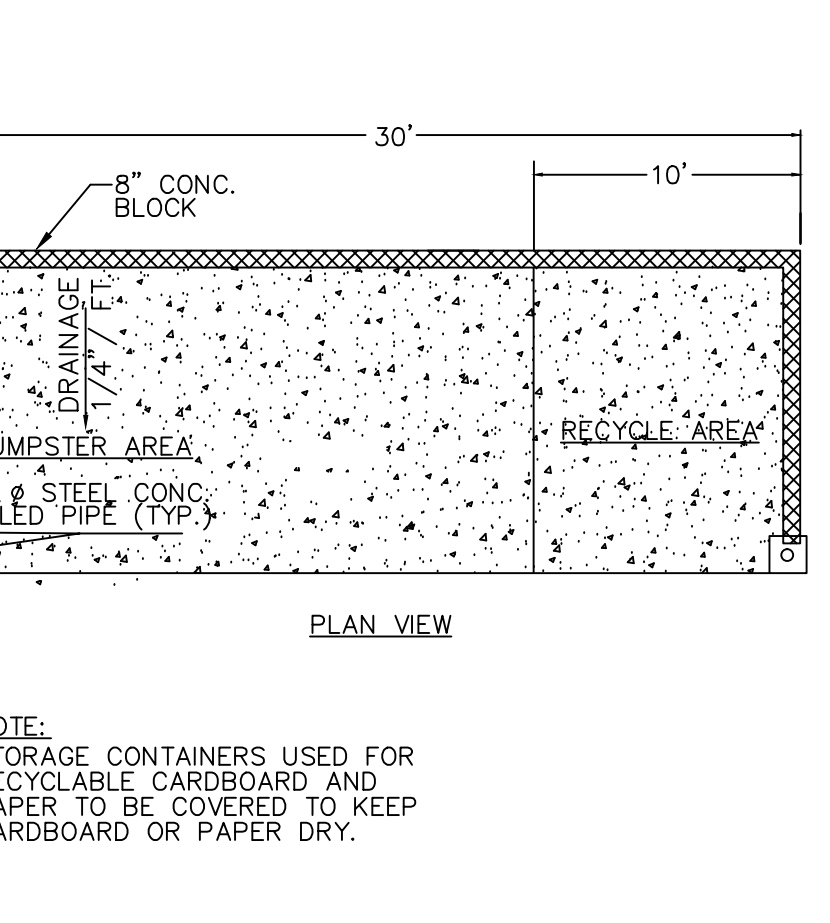 30'
10'
8" CONC.
BLOCK
DRAINAGE
1/4" / FT.
UMPSTER AREA
RECYCLE AREA
Ø STEEL CONC.
LED PIPE (TYP.)
PLAN VIEW
OTE:
TORAGE CONTAINERS USED FOR
ECYCLABLE CARDBOARD AND
APER TO BE COVERED TO KEEP
ARDBOARD OR PAPER DRY.